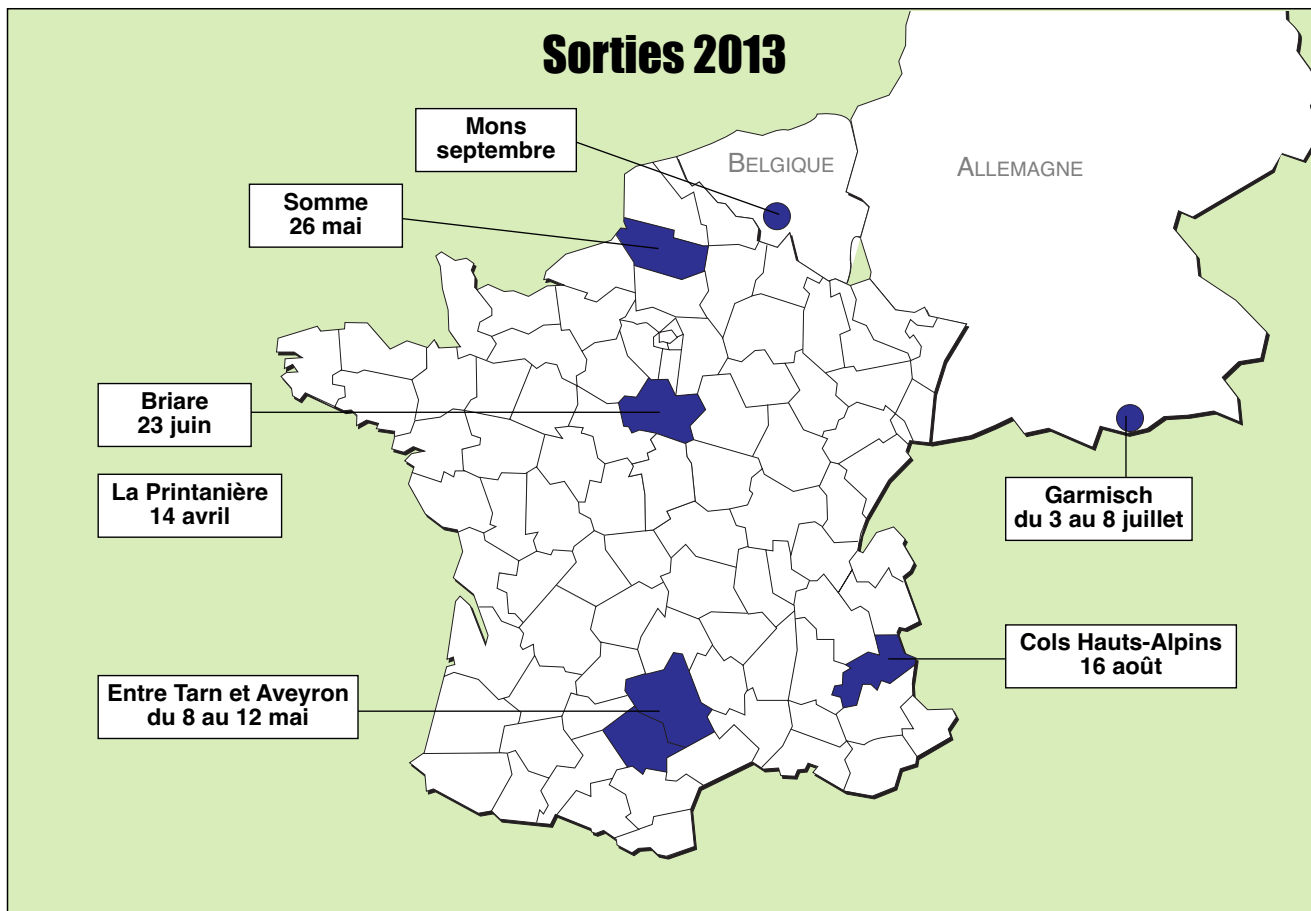 Sorties 2013
Mons
septembre
BELGIQUE
ALLEMAGNE
Somme
26 mai
Briare
23 juin
La Printanière
14 avril
Garmisch
du 3 au 8 juillet
Cols Hauts-Alpins
16 août
Entre Tarn et Aveyron
du 8 au 12 mai